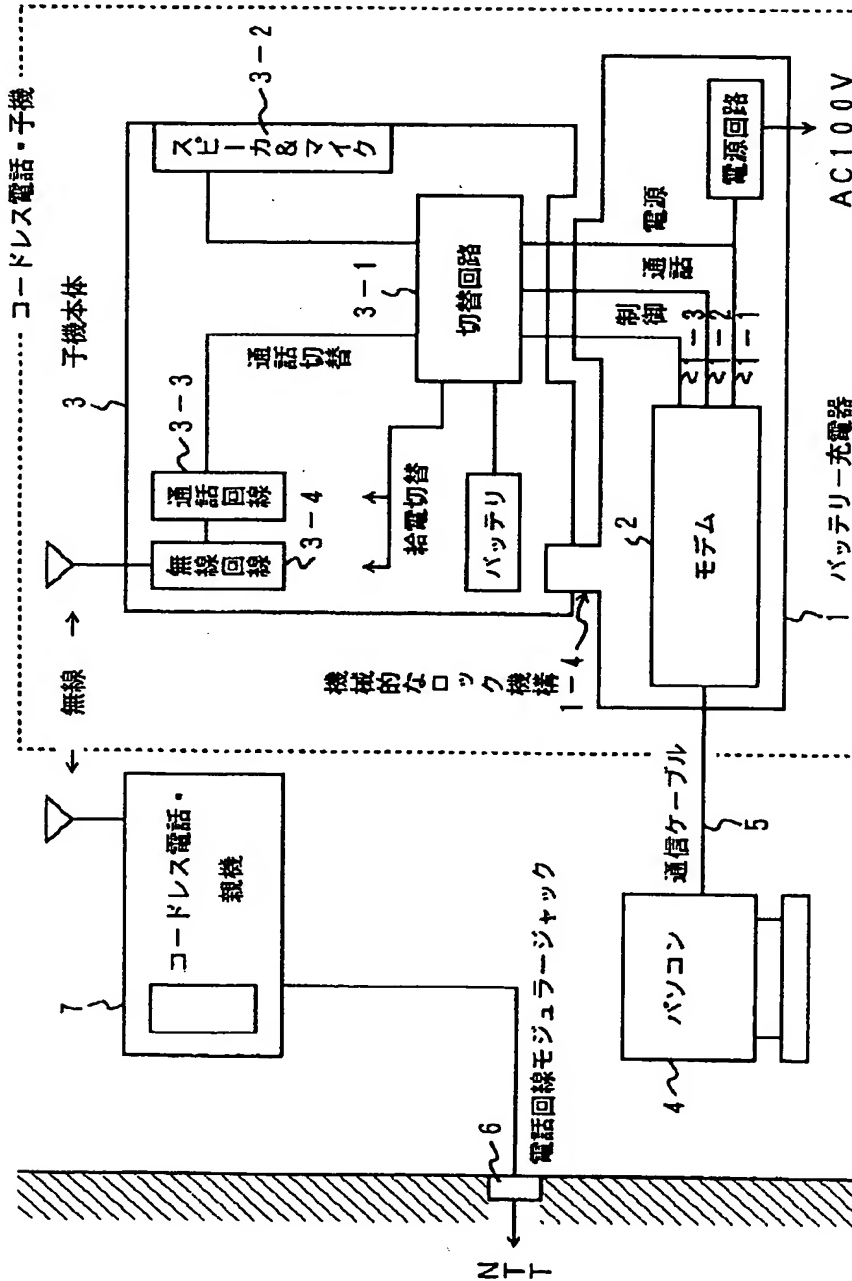 コードレス電話・子機
子機本体
3
スピーカ&マイク
3-2
通話回線
3-3
無線回線
3-4
通話切替
切替回路
3-1
給電切替
バッテリ
機械的なロック機構
1-4
制御
通話
電源
1-3
1-2
1-1
電源回路
AC100V
モデム
2
1
バッテリー充電器
無線
コードレス電話・
親機
7
電話回線モジュラージャック
6
NTT
通信ケーブル
5
パソコン
4